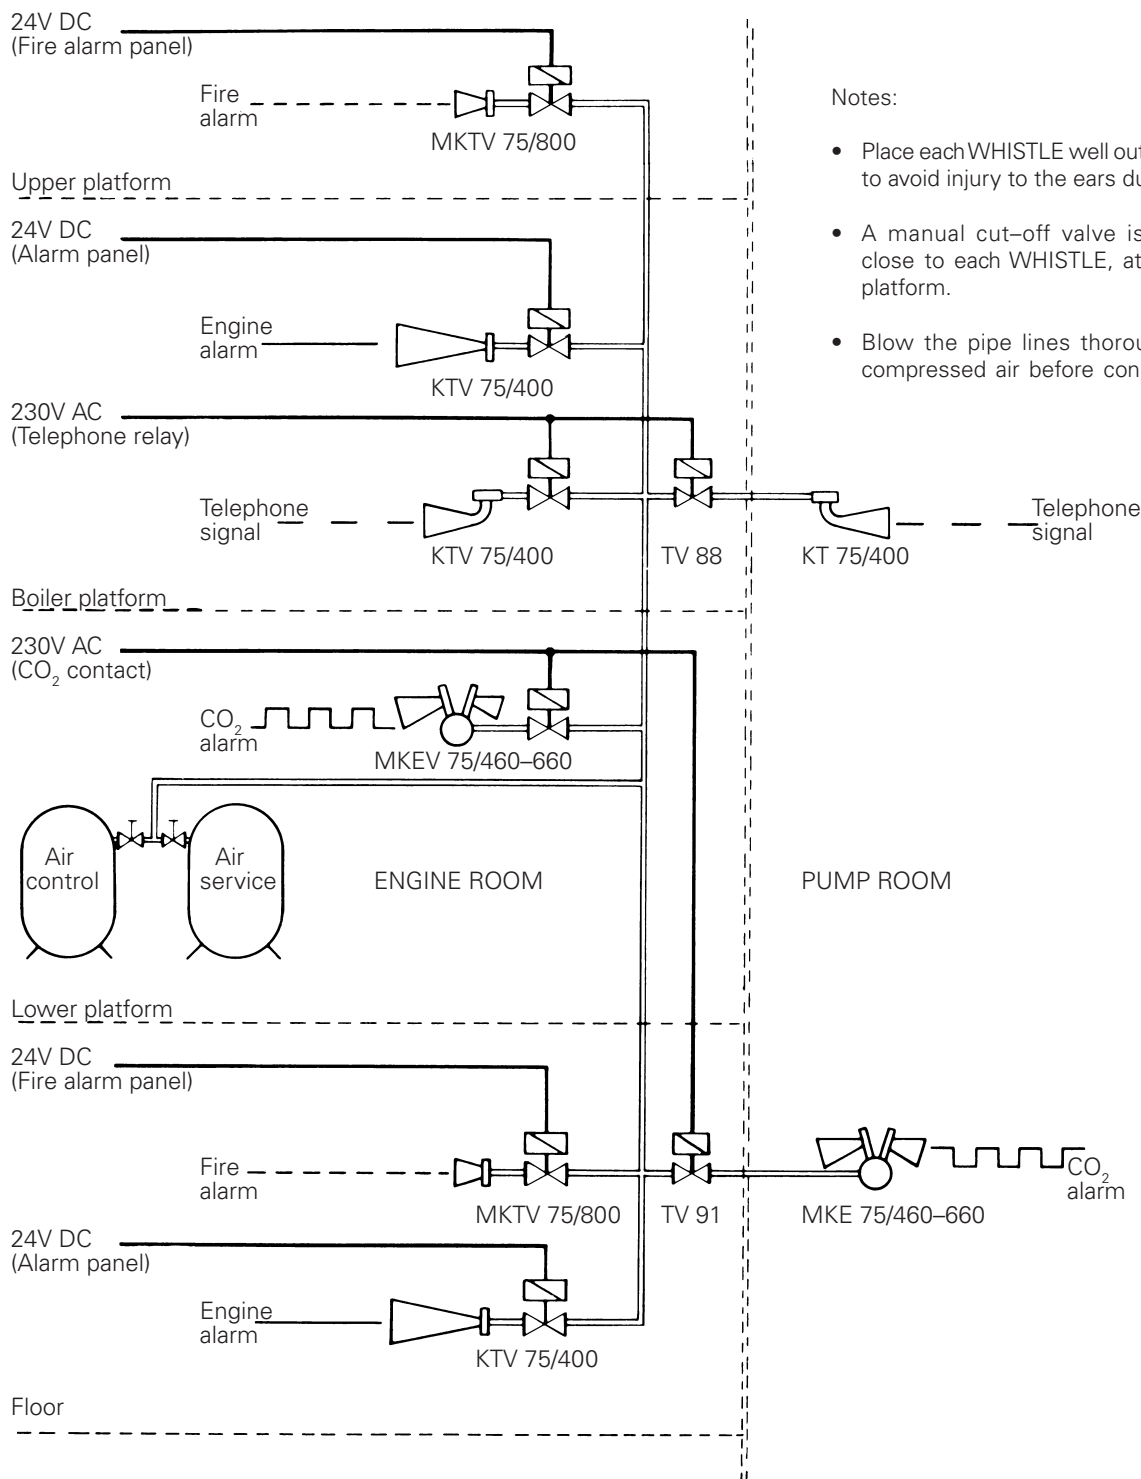 24V DC
(Fire alarm panel)
Fire
alarm
MKTV 75/800
Notes:
• Place each WHISTLE well out
to avoid injury to the ears du
• A manual cut–off valve is
close to each WHISTLE, at
platform.
• Blow the pipe lines thorou
compressed air before con
Upper platform
24V DC
(Alarm panel)
Engine
alarm
KTV 75/400
230V AC
(Telephone relay)
Telephone
signal
KTV 75/400
TV 88
KT 75/400
Telephone
signal
Boiler platform
230V AC
(CO₂ contact)
CO₂
alarm
MKEV 75/460–660
Air
control
Air
service
ENGINE ROOM
PUMP ROOM
Lower platform
24V DC
(Fire alarm panel)
Fire
alarm
MKTV 75/800
TV 91
MKE 75/460–660
CO₂
alarm
24V DC
(Alarm panel)
Engine
alarm
KTV 75/400
Floor